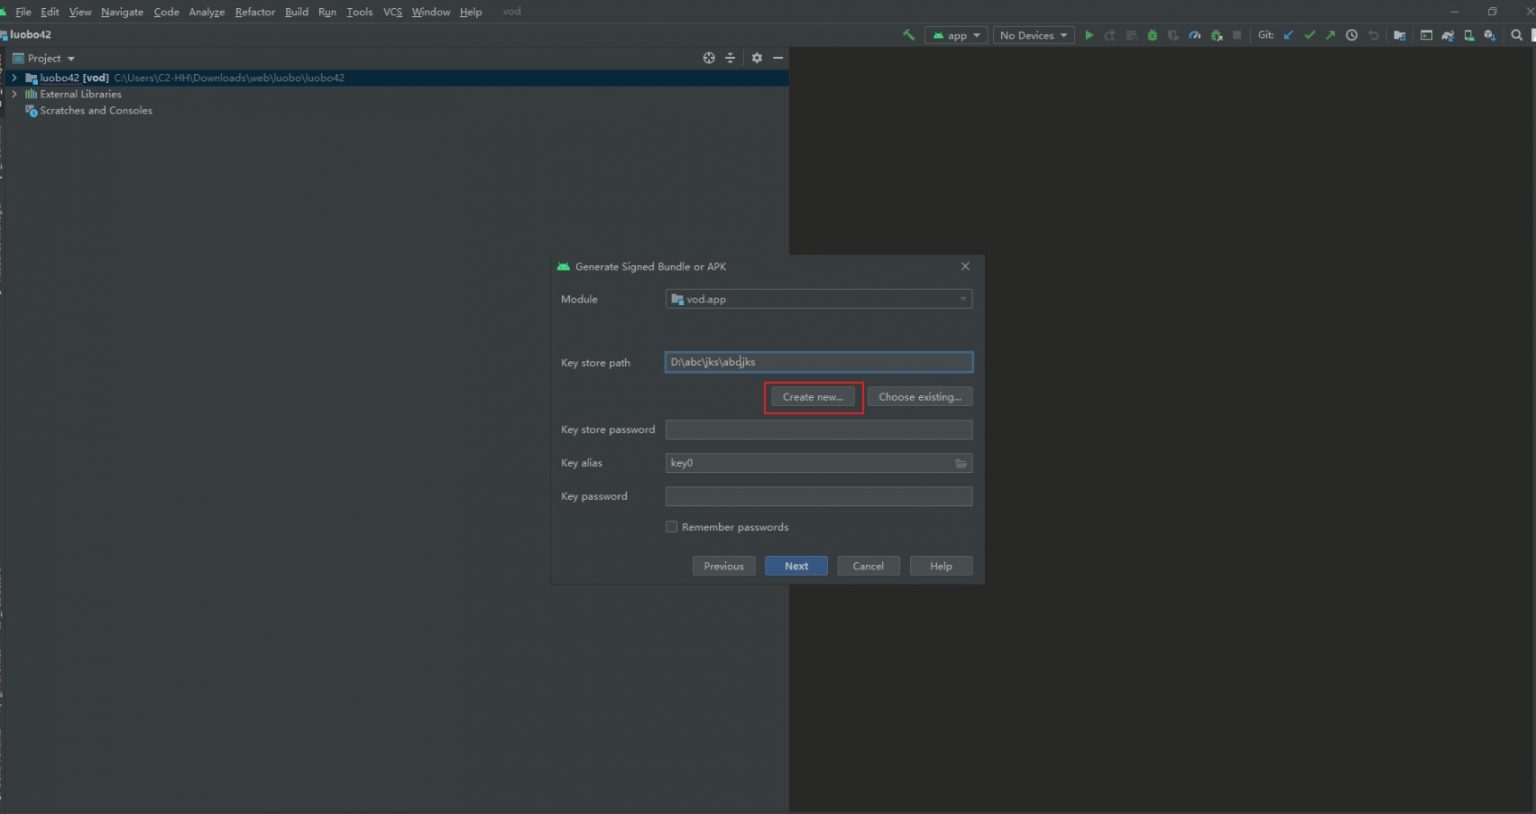 File Edit View Navigate Code Analyze Refactor Build Run Tools VCS Window Help vod
luobo42
app No Devices Git:
Project
luobo42 [vod] C:\Users\C2-HH\Downloads\web\luobo\luobo42
External Libraries
Scratches and Consoles
Generate Signed Bundle or APK
Module vod.app
Key store path D:\abc\jks\abc.jks
Create new... Choose existing...
Key store password
Key alias key0
Key password
Remember passwords
Previous Next Cancel Help